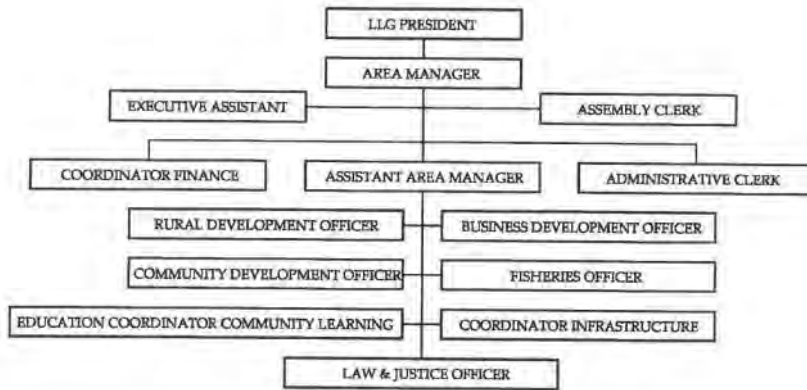 LLG PRESIDENT
AREA MANAGER
EXECUTIVE ASSISTANT
ASSEMBLY CLERK
COORDINATOR FINANCE
ASSISTANT AREA MANAGER
ADMINISTRATIVE CLERK
RURAL DEVELOPMENT OFFICER
BUSINESS DEVELOPMENT OFFICER
COMMUNITY DEVELOPMENT OFFICER
FISHERIES OFFICER
EDUCATION COORDINATOR COMMUNITY LEARNING
COORDINATOR INFRASTRUCTURE
LAW & JUSTICE OFFICER